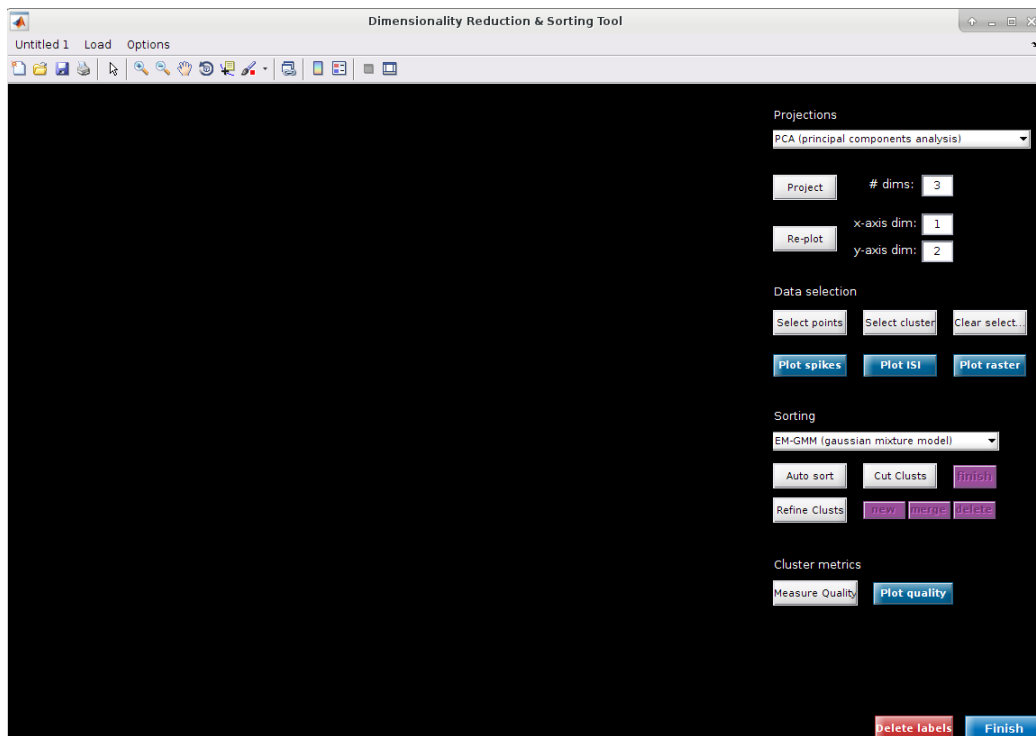 Dimensionality Reduction & Sorting Tool
Untitled 1 Load Options
Projections
PCA (principal components analysis)
Project # dims: 3
x-axis dim: 1
Re-plot
y-axis dim: 2
Data selection
Select points Select cluster Clear select...
Plot spikes Plot ISI Plot raster
Sorting
EM-GMM (gaussian mixture model)
Auto sort Cut Clusts finish
Refine Clusts new merge delete
Cluster metrics
Measure Quality Plot quality
Delete labels Finish